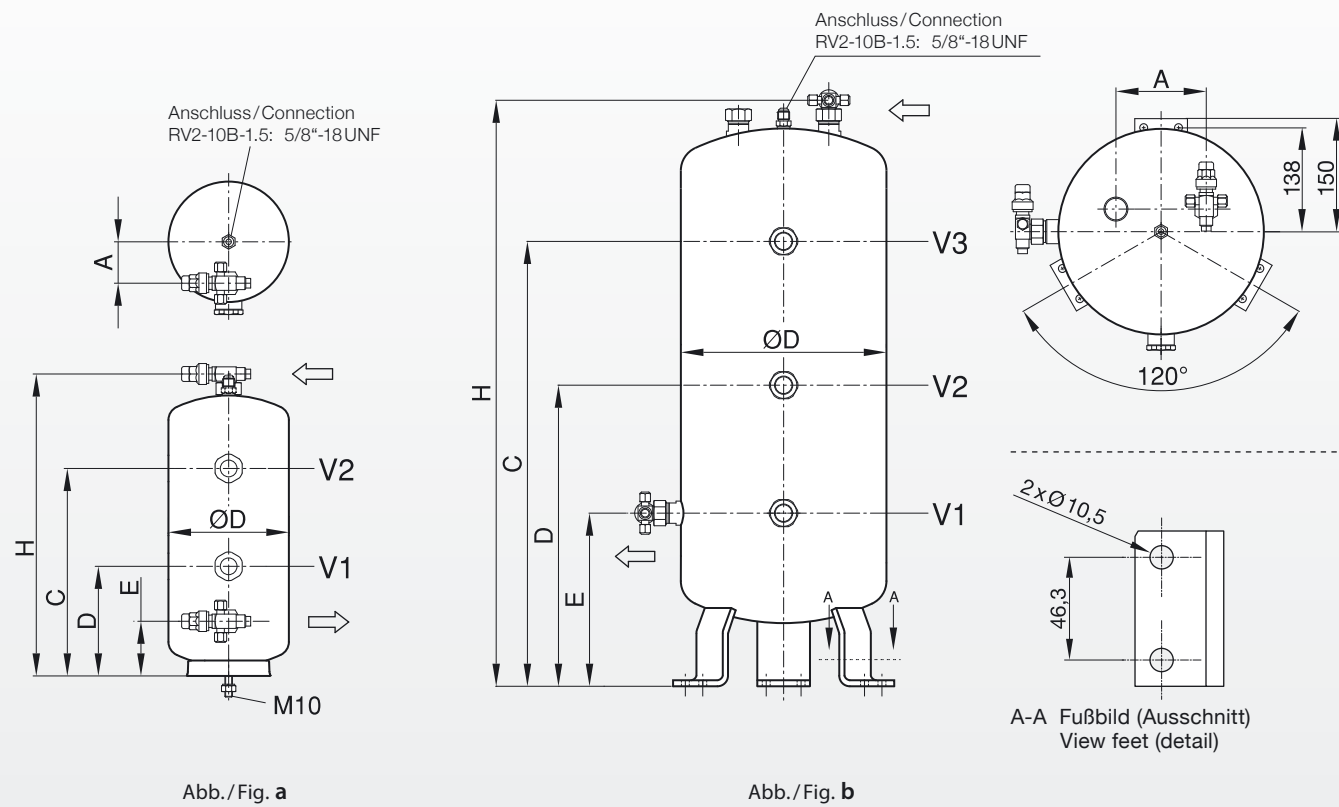 Anschluss/Connection
RV2-10B-1.5: 5/8“-18UNF
A
H
C
D
E
ØD
V2
V1
M10
Abb./Fig. a
Anschluss/Connection
RV2-10B-1.5: 5/8“-18UNF
H
C
D
E
ØD
V3
V2
V1
A
A
Abb./Fig. b
A
138
150
120°
2xØ10,5
46,3
A-A Fußbild (Ausschnitt)
View feet (detail)